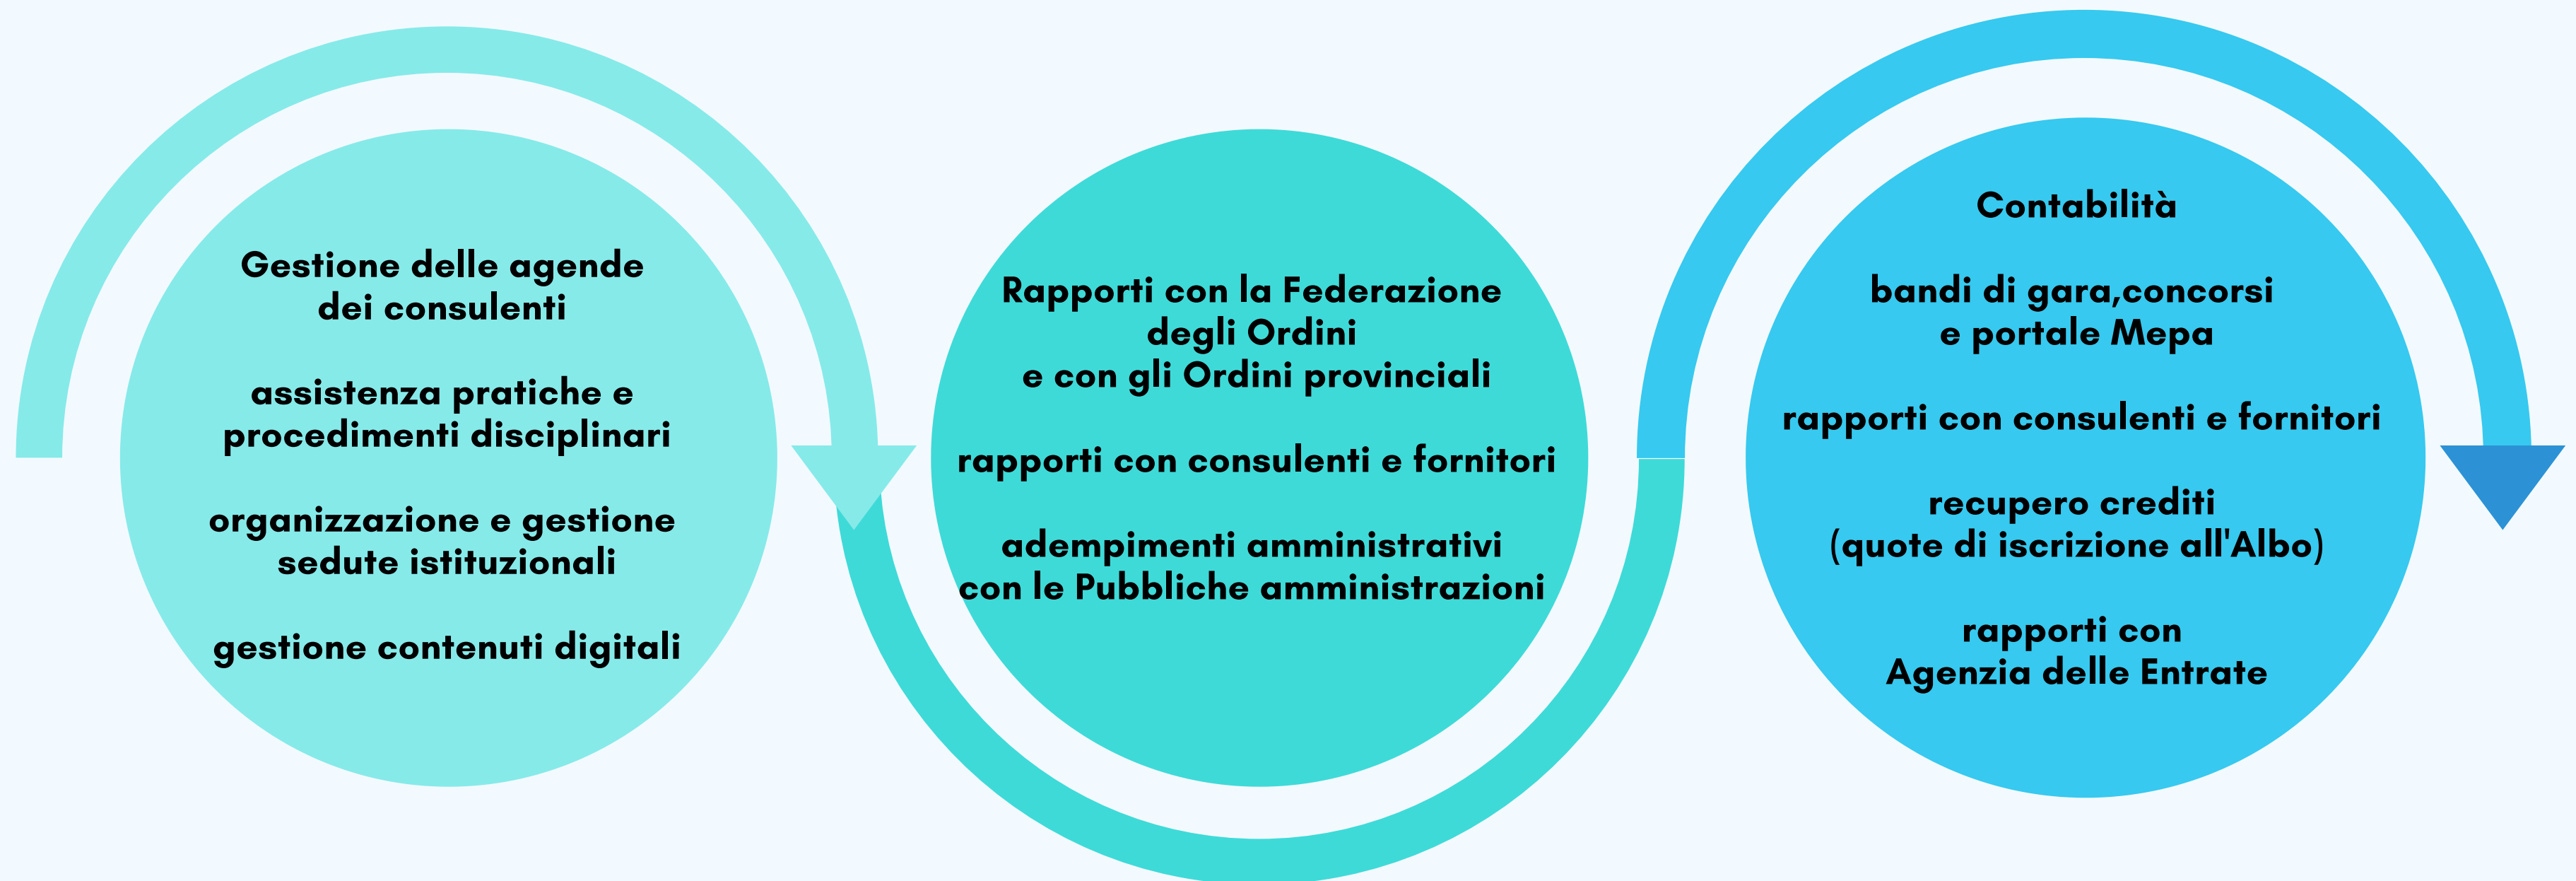 Gestione delle agende
dei consulenti
assistenza pratiche e
procedimenti disciplinari
organizzazione e gestione
sedute istituzionali
gestione contenuti digitali
Rapporti con la Federazione
degli Ordini
e con gli Ordini provinciali
rapporti con consulenti e fornitori
adempimenti amministrativi
con le Pubbliche amministrazioni
Contabilità
bandi di gara,concorsi
e portale Mepa
rapporti con consulenti e fornitori
recupero crediti
(quote di iscrizione all'Albo)
rapporti con
Agenzia delle Entrate